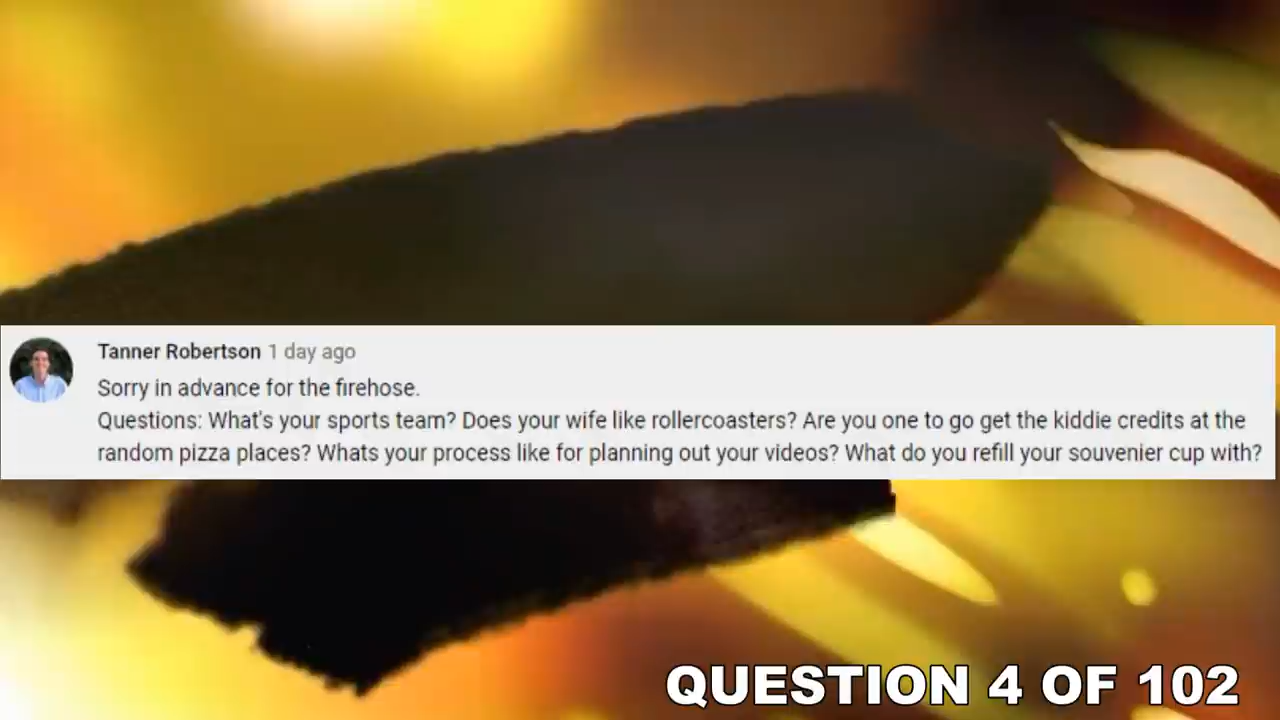 Tanner Robertson 1 day ago
Sorry in advance for the firehose.
Questions: What's your sports team? Does your wife like rollercoasters? Are you one to go get the kiddie credits at the
random pizza places? Whats your process like for planning out your videos? What do you refill your souvenier cup with?
QUESTION 4 OF 102